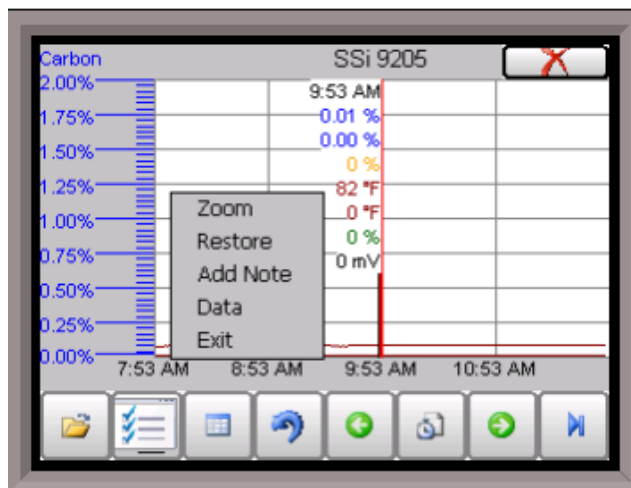 Carbon
SSi 9205
2.00%
1.75%
1.50%
1.25%
1.00%
0.75%
0.50%
0.25%
0.00%
9:53 AM
0.01 %
0.00 %
0 %
82 °F
0 °F
0 %
0 mV
Zoom
Restore
Add Note
Data
Exit
7:53 AM
8:53 AM
9:53 AM
10:53 AM